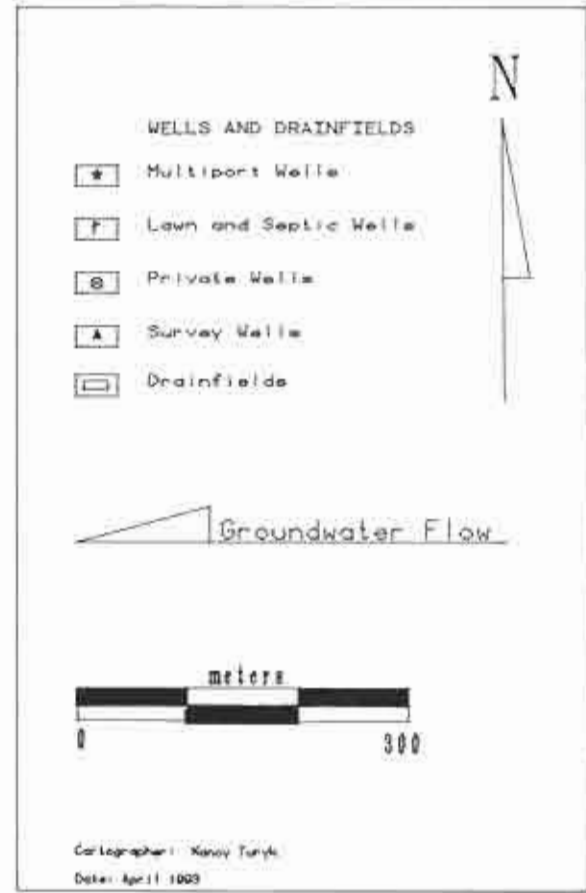 N
WELLS AND DRAINFIELDS
Multiport Wells
Lawn and Septic Wells
Private Wells
Survey Wells
Drainfields
Groundwater Flow
meters
0 300
Cartographer: Nancy Turyk
Date: April 1993